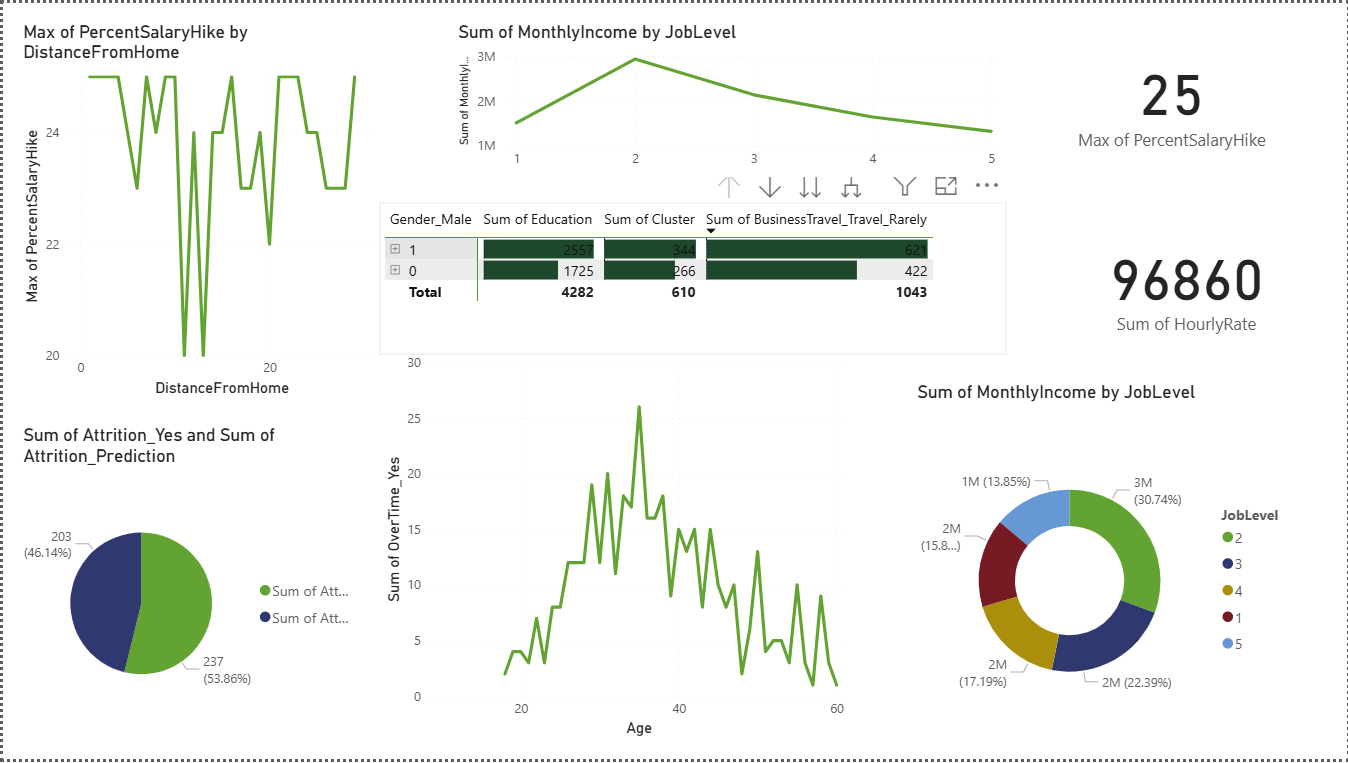 Max of PercentSalaryHike by
DistanceFromHome
Max of PercentSalaryHike
24
22
20
0
20
DistanceFromHome
Sum of MonthlyIncome by JobLevel
Sum of Monthlyl...
3M
2M
1M
1
2
3
4
5
25
Max of PercentSalaryHike
Gender_Male Sum of Education Sum of Cluster Sum of BusinessTravel_Travel_Rarely
1 2557 344 621
0 1725 266 422
Total 4282 610 1043
96860
Sum of HourlyRate
Sum of Attrition_Yes and Sum of
Attrition_Prediction
203
(46.14%)
237
(53.86%)
Sum of Att...
Sum of Att...
Sum of OverTime_Yes
30
25
20
15
10
5
0
20
40
60
Age
Sum of MonthlyIncome by JobLevel
1M (13.85%)
3M
(30.74%)
2M
(15.8...)
2M
(17.19%)
2M (22.39%)
JobLevel
2
3
4
1
5